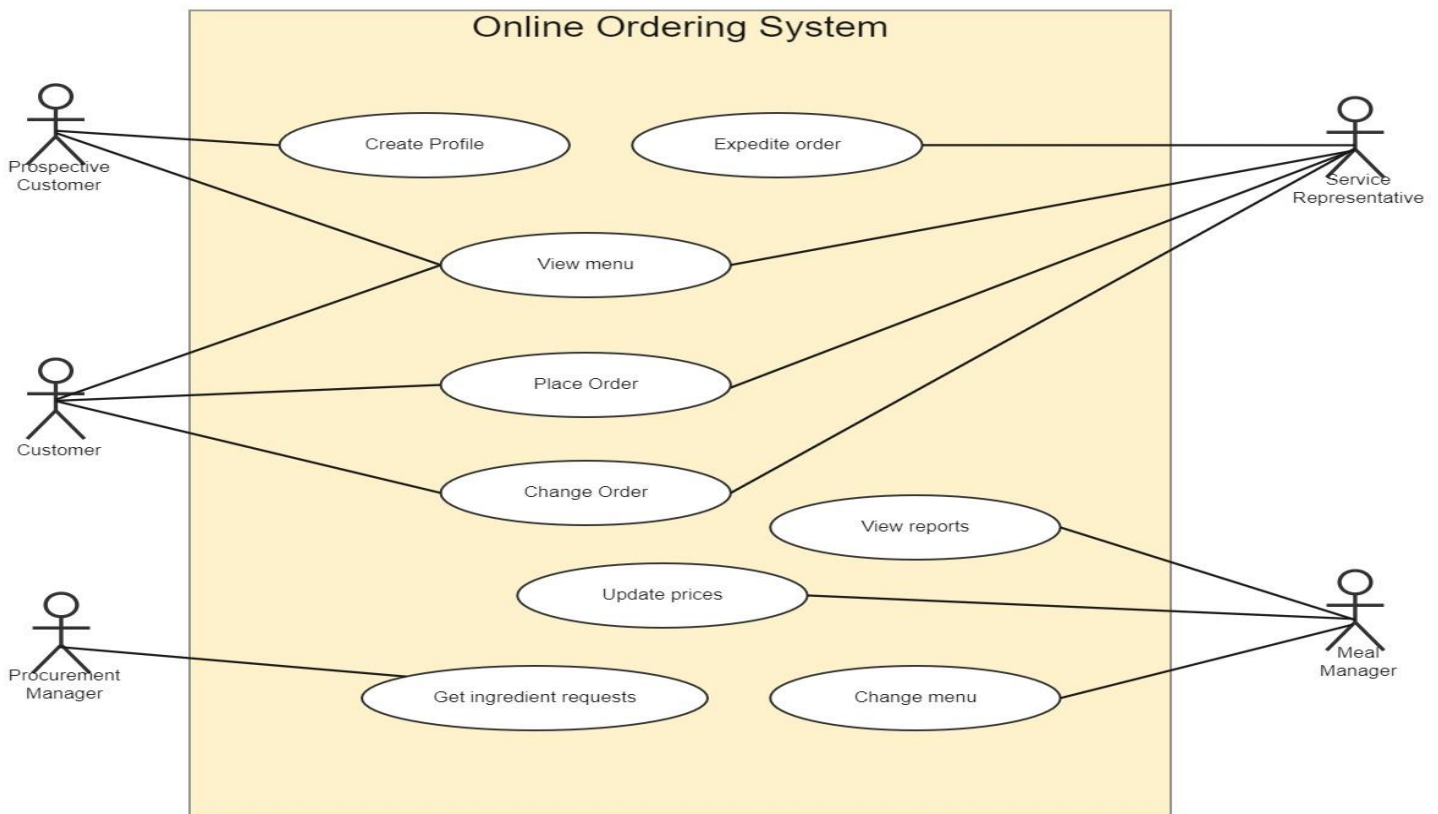 Online Ordering System
Prospective
Customer
Create Profile
Expedite order
Service
Representative
View menu
Customer
Place Order
Change Order
View reports
Update prices
Procurement
Manager
Get ingredient requests
Change menu
Meal
Manager